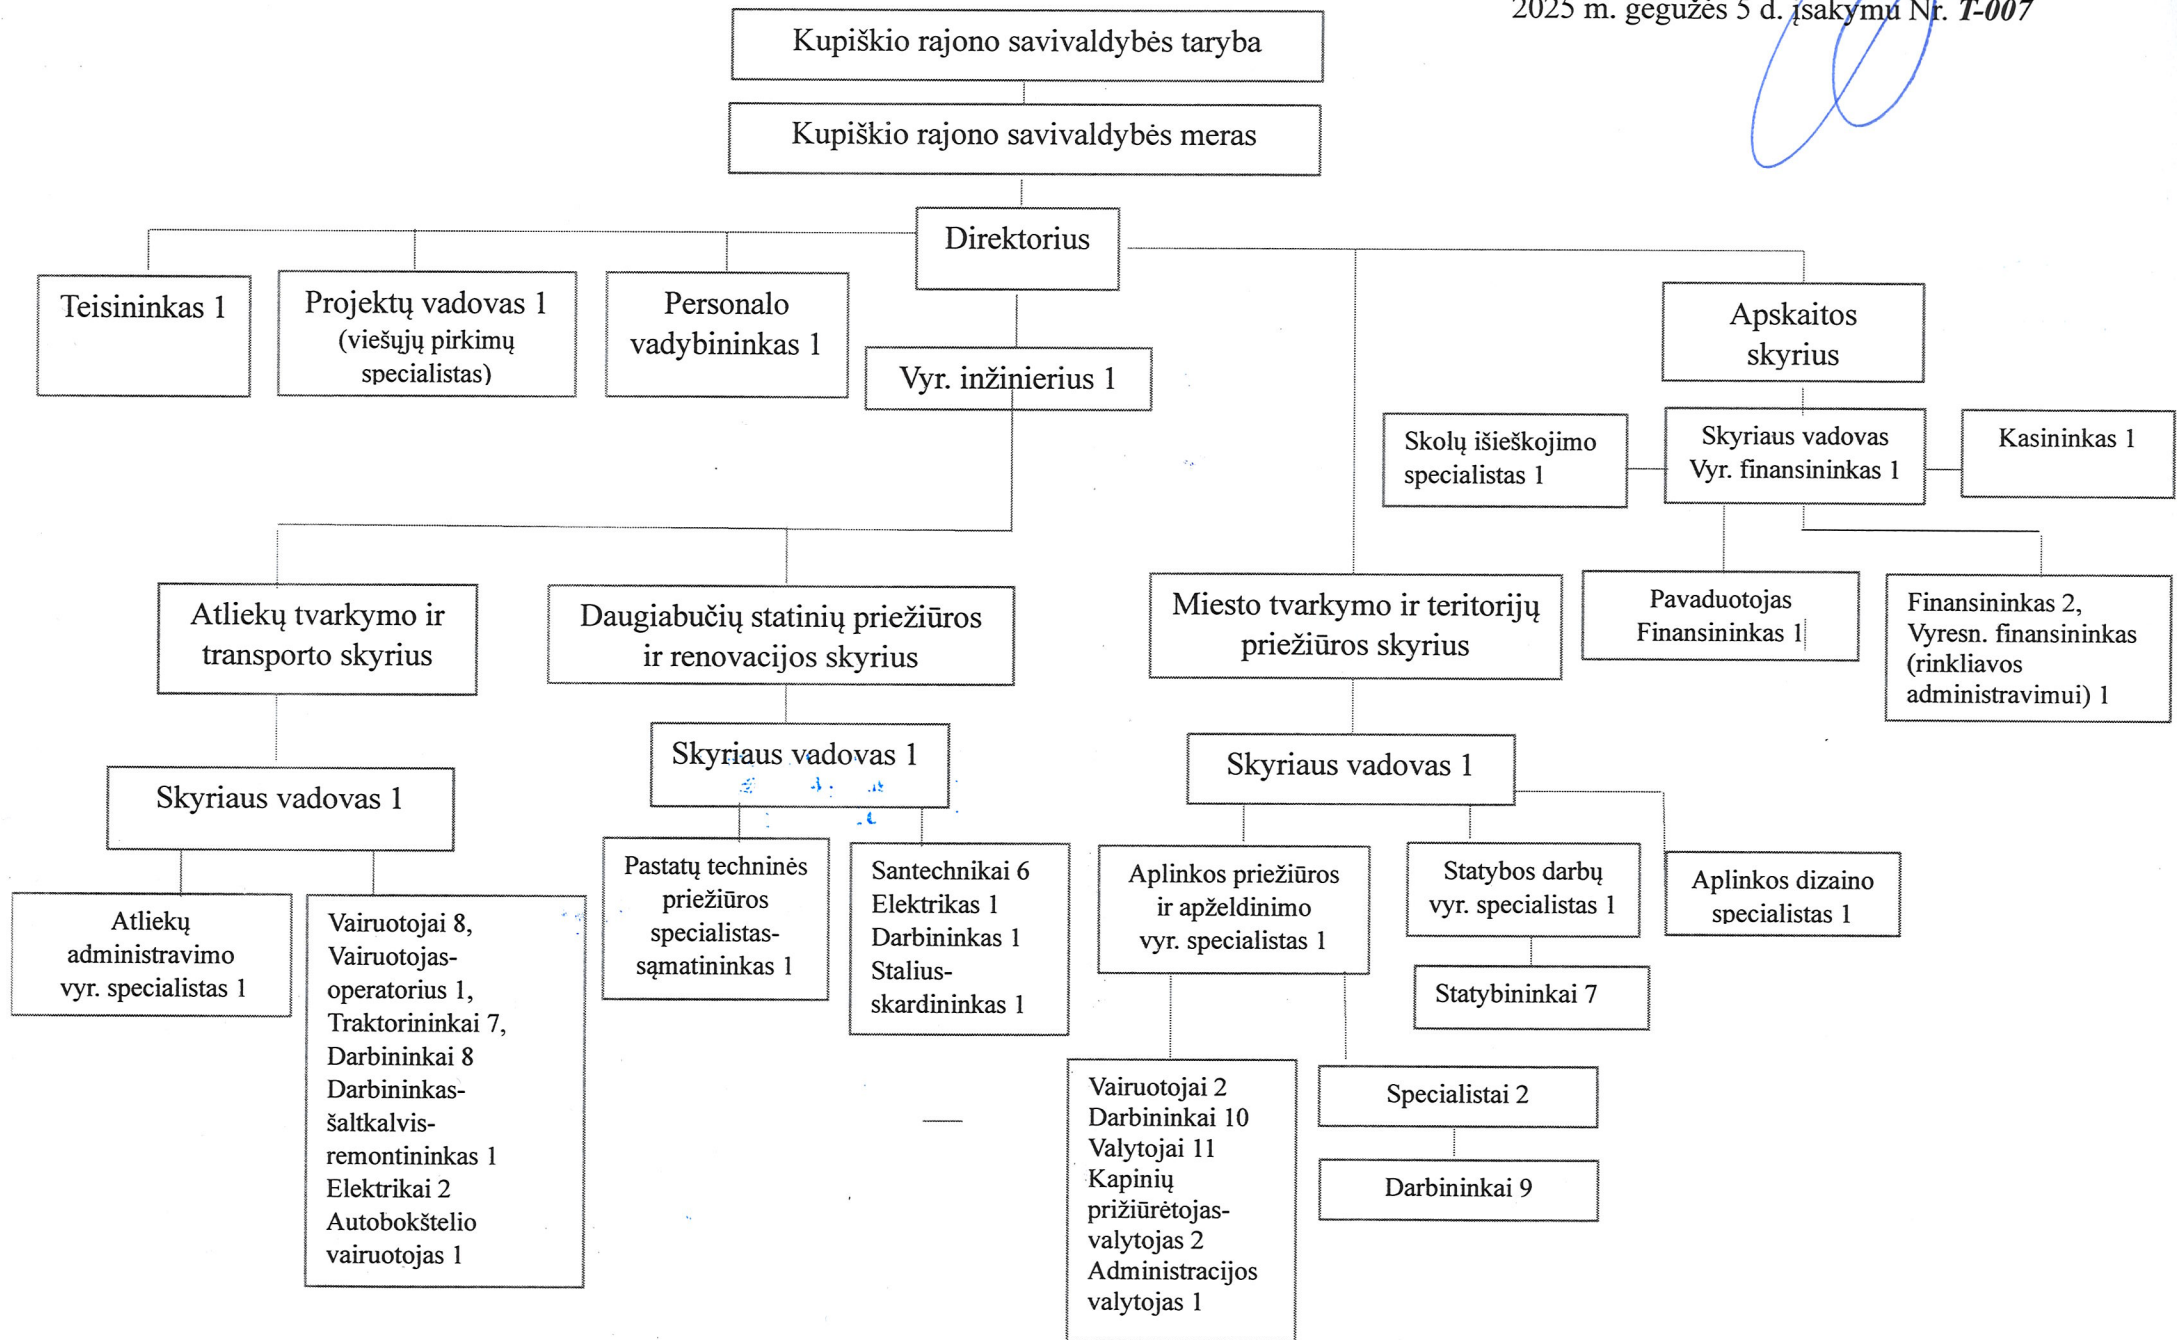 2025 m. gegužės 5 d. įsakymu Nr. T-007
Kupiškio rajono savivaldybės taryba
Kupiškio rajono savivaldybės meras
Direktorius
Teisininkas 1
Projektų vadovas 1
(viešųjų pirkimų
specialistas)
Personalo
vadybininkas 1
Vyr. inžinierius 1
Apskaitos
skyrius
Skolų išieškojimo
specialistas 1
Skyriaus vadovas
Vyr. finansininkas 1
Kasininkas 1
Pavaduotojas
Finansininkas 1
Finansininkas 2,
Vyresn. finansininkas
(rinkliavos
administravimui) 1
Atliekų tvarkymo ir
transporto skyrius
Daugiabučių statinių priežiūros
ir renovacijos skyrius
Miesto tvarkymo ir teritorijų
priežiūros skyrius
Skyriaus vadovas 1
Skyriaus vadovas 1
Skyriaus vadovas 1
Atliekų
administravimo
vyr. specialistas 1
Vairuotojai 8,
Vairuotojas-
operatorius 1,
Traktorininkai 7,
Darbininkai 8
Darbininkas-
šaltkalvis-
remontininkas 1
Elektrikai 2
Autobokštelio
vairuotojas 1
Pastatų techninės
priežiūros
specialistas-
sąmatininkas 1
Santechnikai 6
Elektrikas 1
Darbininkas 1
Stalius-
skardininkas 1
Aplinkos priežiūros
ir apželdinimo
vyr. specialistas 1
Statybos darbų
vyr. specialistas 1
Aplinkos dizaino
specialistas 1
Statybininkai 7
Vairuotojai 2
Darbininkai 10
Valytojai 11
Kapinių
prižiūrėtojas-
valytojas 2
Administracijos
valytojas 1
Specialistai 2
Darbininkai 9